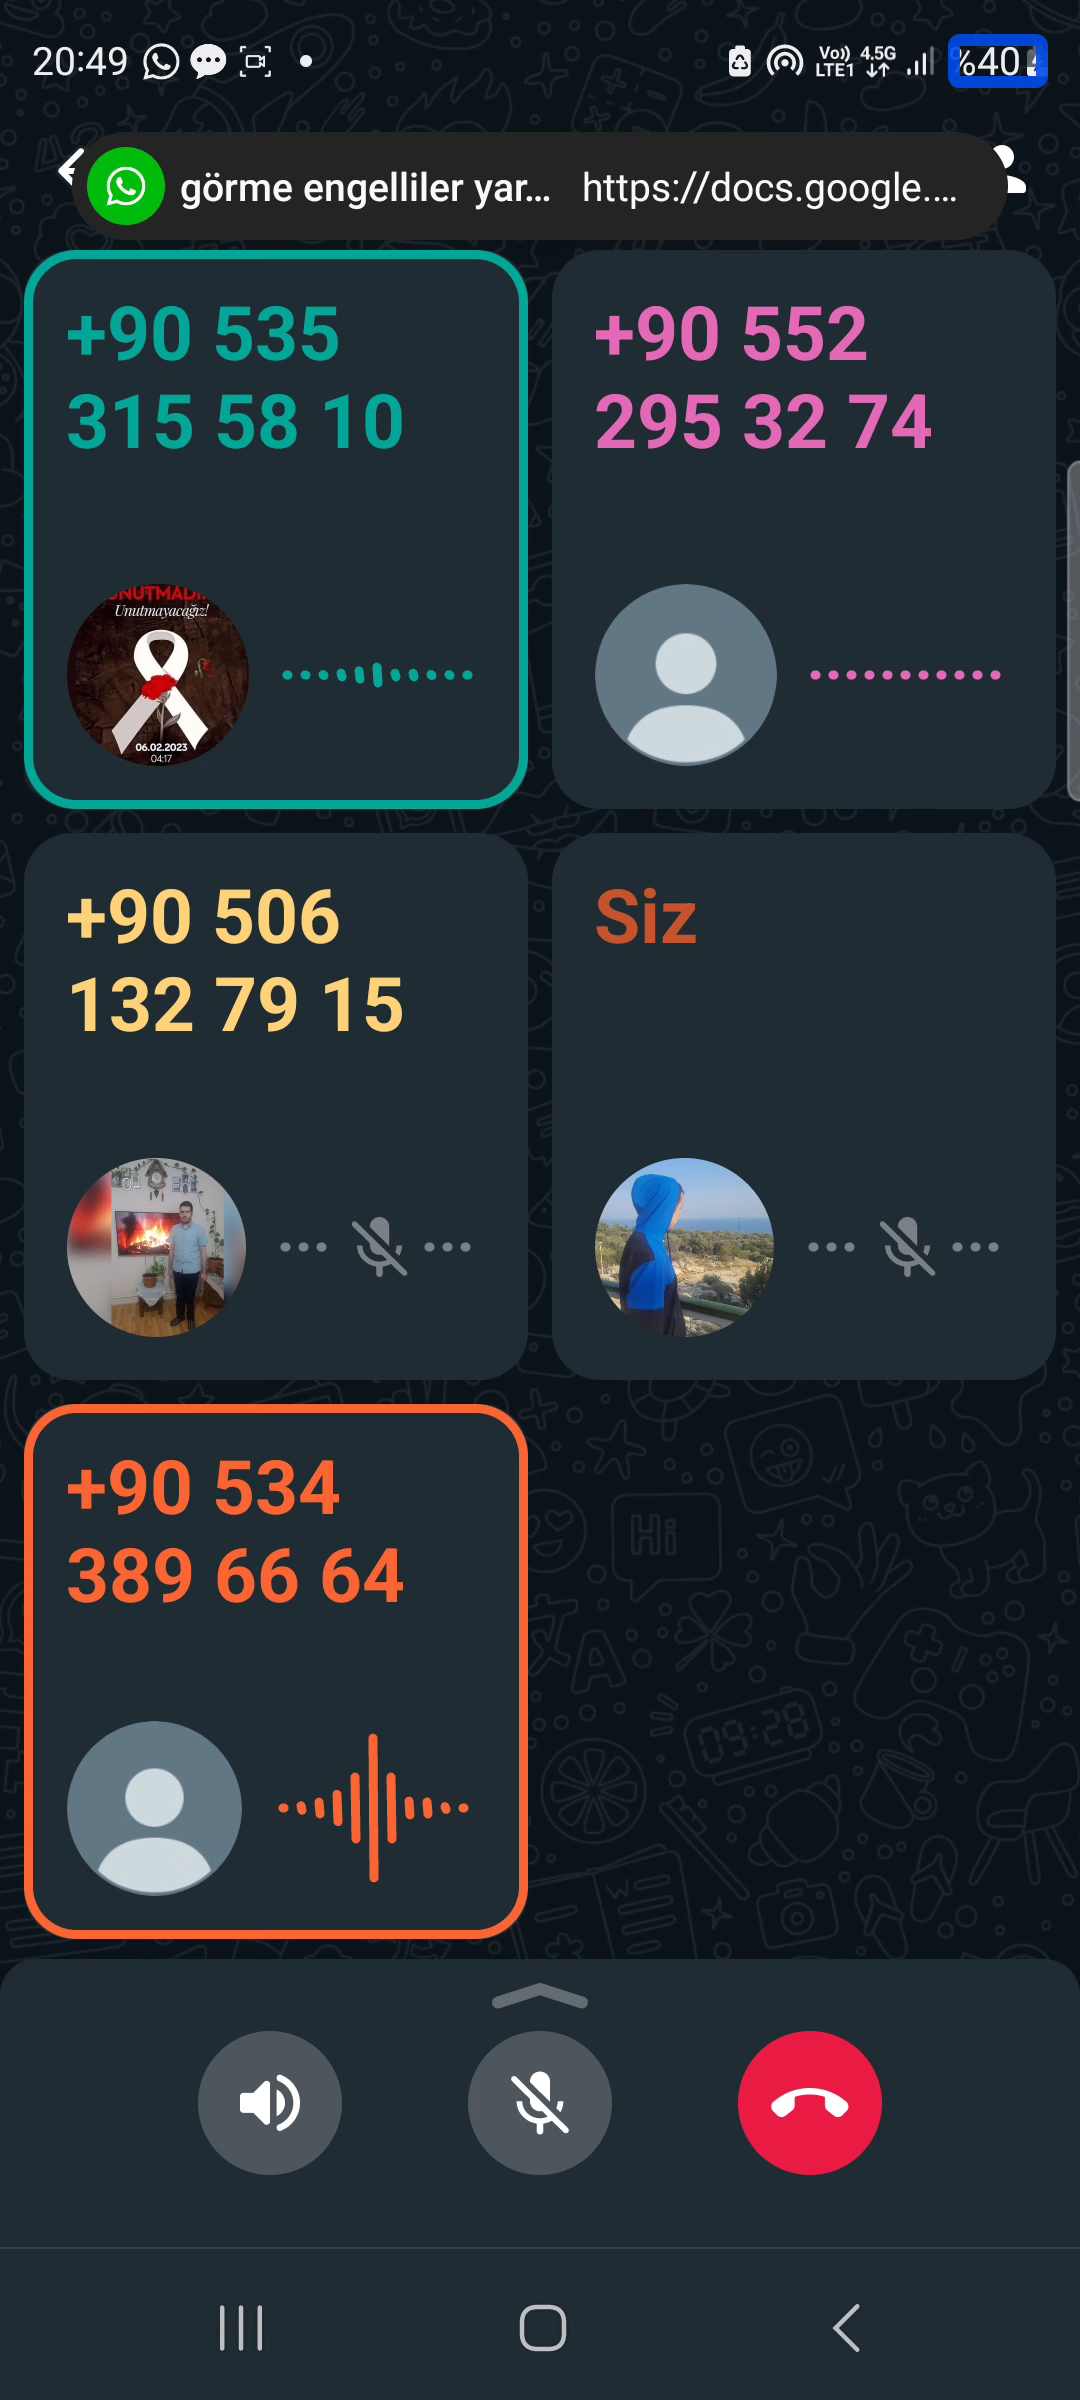 20:49
Vo)) LTE1 4.5G %40
görme engelliler yar... https://docs.google....
+90 535
315 58 10
+90 552
295 32 74
UNUTMADIK
Unutmayacağız!
06.02.2023
04:17
+90 506
132 79 15
Siz
+90 534
389 66 64
Hi
09:28